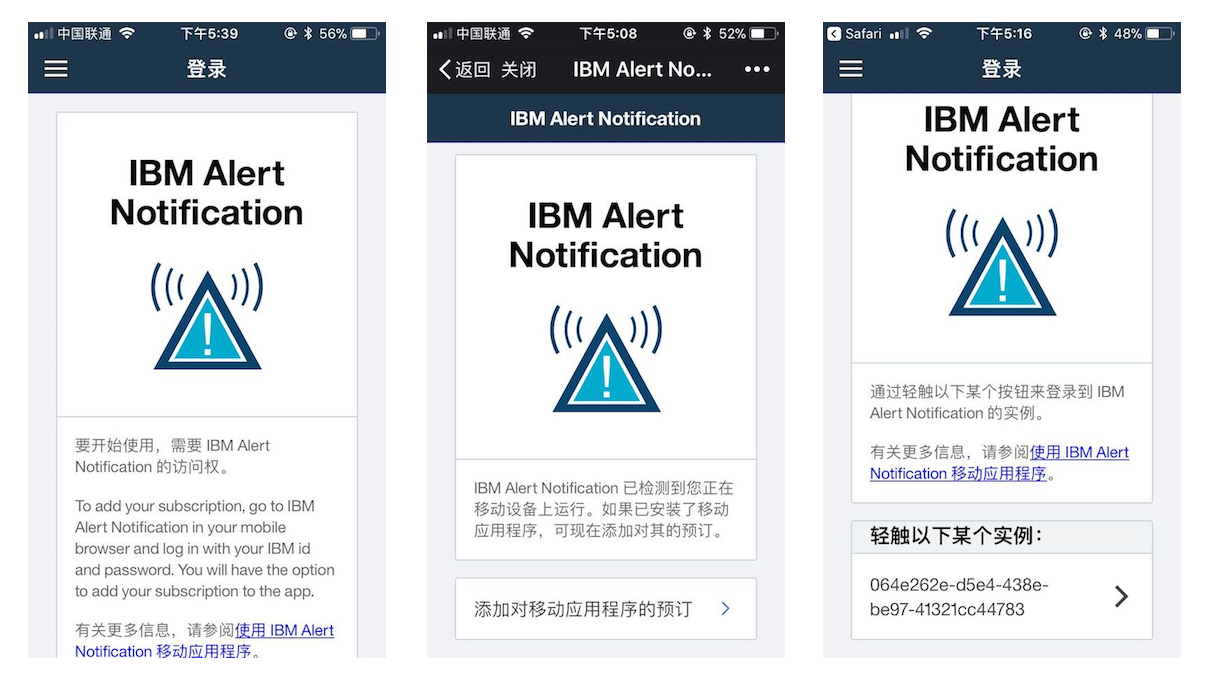 中国联通 下午5:39 56%
登录
IBM Alert
Notification
!
要开始使用，需要 IBM Alert
Notification 的访问权。
To add your subscription, go to IBM
Alert Notification in your mobile
browser and log in with your IBM id
and password. You will have the option
to add your subscription to the app.
有关更多信息，请参阅使用 IBM Alert
Notification 移动应用程序。
中国联通 下午5:08 52%
返回 关闭 IBM Alert No... •••
IBM Alert Notification
IBM Alert
Notification
!
IBM Alert Notification 已检测到您正在
移动设备上运行。如果已安装了移动
应用程序，可现在添加对其的预订。
添加对移动应用程序的预订
Safari 下午5:16 48%
登录
IBM Alert
Notification
!
通过轻触以下某个按钮来登录到 IBM
Alert Notification 的实例。
有关更多信息，请参阅使用 IBM Alert
Notification 移动应用程序。
轻触以下某个实例：
064e262e-d5e4-438e-
be97-41321cc44783